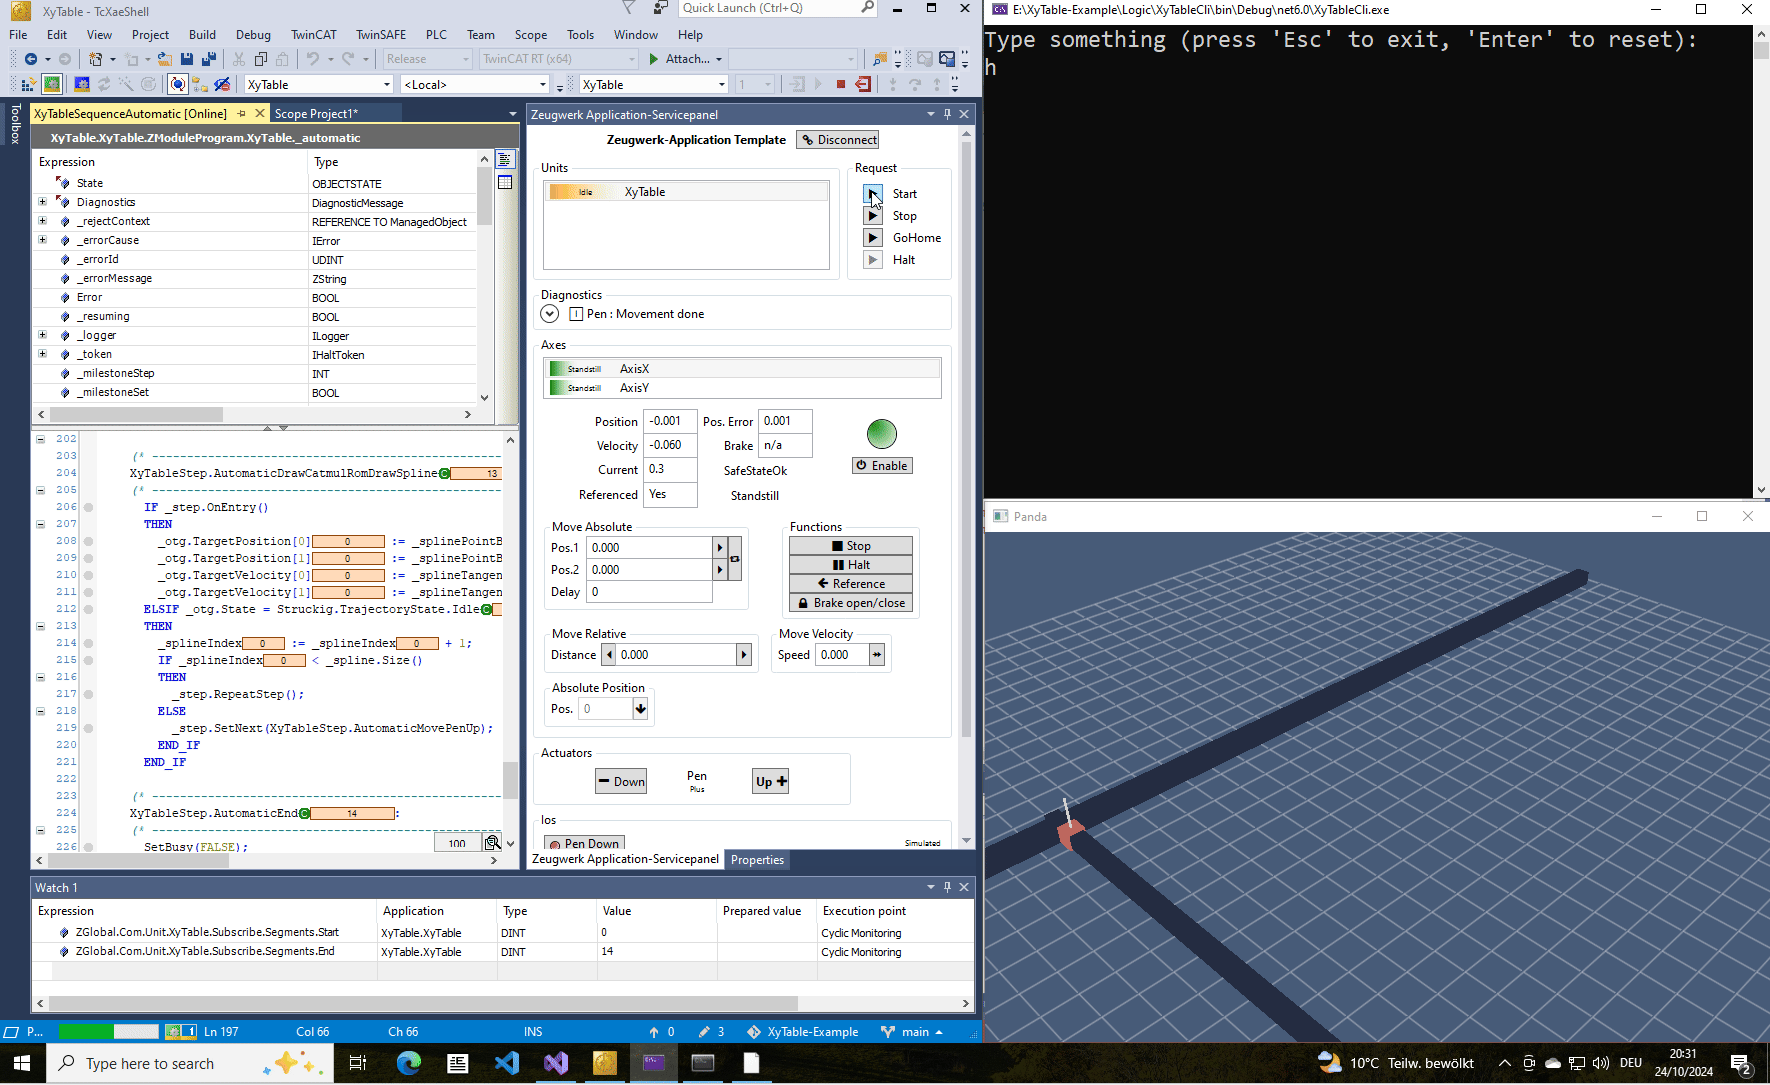 XyTable - TcXaeShell
Quick Launch (Ctrl+Q)
File Edit View Project Build Debug TwinCAT TwinSAFE PLC Team Scope Tools Window Help
Release TwinCAT RT (x64) Attach...
XyTable <Local> XyTable 1
Toolbox
XyTableSequenceAutomatic [Online] Scope Project1*
XyTable.XyTable.ZModuleProgram.XyTable._automatic
Expression Type
State OBJECTSTATE
Diagnostics DiagnosticMessage
_rejectContext REFERENCE TO ManagedObject
_errorCause IError
_errorId UDINT
_errorMessage ZString
Error BOOL
_resuming BOOL
_logger ILogger
_token IHaltToken
_milestoneStep INT
_milestoneSet BOOL
202
203 (* --------------------------------------------------
204 XyTableStep.AutomaticDrawCatmulRomDrawSpline 13
205 (* --------------------------------------------------
206 IF _step.OnEntry()
207 THEN
208 _otg.TargetPosition[0] 0 := _splinePointB
209 _otg.TargetPosition[1] 0 := _splinePointB
210 _otg.TargetVelocity[0] 0 := _splineTangen
211 _otg.TargetVelocity[1] 0 := _splineTangen
212 ELSIF _otg.State = Struckig.TrajectoryState.Idle
213 THEN
214 _splineIndex 0 := _splineIndex 0 + 1;
215 IF _splineIndex 0 < _spline.Size()
216 THEN
217 _step.RepeatStep();
218 ELSE
219 _step.SetNext(XyTableStep.AutomaticMovePenUp);
220 END_IF
221 END_IF
222
223 (* --------------------------------------------------
224 XyTableStep.AutomaticEnd 14 :
225 (* --------------------------------------------------
226 SetBusy(FALSE);
100
Zeugwerk Application-Servicepanel
Zeugwerk-Application Template Disconnect
Units
Idle XyTable
Request
Start
Stop
GoHome
Halt
Diagnostics
Pen : Movement done
Axes
Standstill AxisX
Standstill AxisY
Position -0.001 Pos. Error 0.001
Velocity -0.060 Brake n/a
Current 0.3 SafeStateOk
Referenced Yes Standstill
Enable
Move Absolute
Pos.1 0.000
Pos.2 0.000
Delay 0
Functions
Stop
Halt
Reference
Brake open/close
Move Relative
Distance 0.000
Move Velocity
Speed 0.000
Absolute Position
Pos. 0
Actuators
Down Pen Up
Plus
Ios
Pen Down Simulated
Zeugwerk Application-Servicepanel Properties
Watch 1
Expression Application Type Value Prepared value Execution point
ZGlobal.Com.Unit.XyTable.Subscribe.Segments.Start XyTable.XyTable DINT 0 Cyclic Monitoring
ZGlobal.Com.Unit.XyTable.Subscribe.Segments.End XyTable.XyTable DINT 14 Cyclic Monitoring
P... 1 Ln 197 Col 66 Ch 66 INS 0 3 XyTable-Example main
E:\XyTable-Example\Logic\XyTableCli\bin\Debug\net6.0\XyTableCli.exe
Type something (press 'Esc' to exit, 'Enter' to reset):
h
Panda
Type here to search
10°C Teilw. bewölkt DEU 20:31
24/10/2024
2